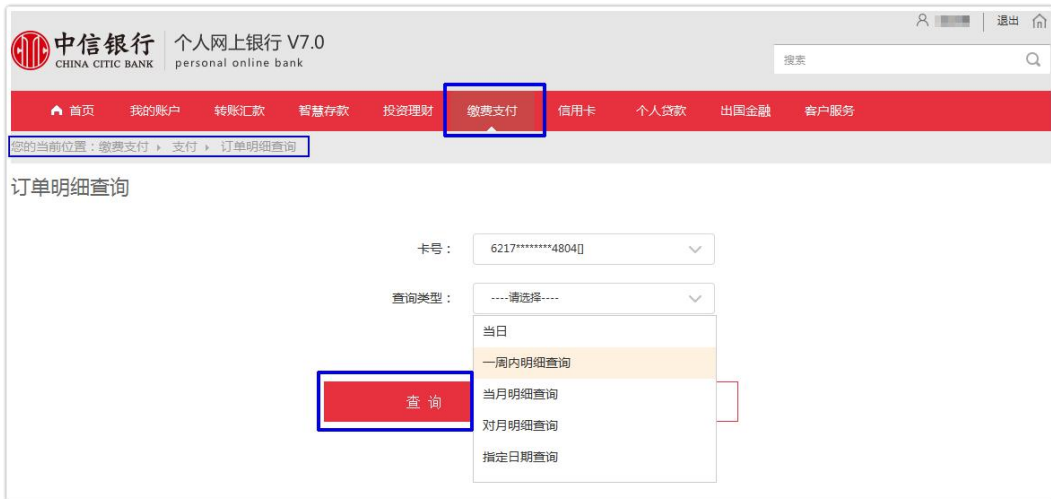 退出
中信银行
CHINA CITIC BANK
个人网上银行 V7.0
personal online bank
搜索
首页 我的账户 转账汇款 智慧存款 投资理财 缴费支付 信用卡 个人贷款 出国金融 客户服务
您的当前位置：缴费支付 支付 订单明细查询
订单明细查询
卡号： 6217********4804[]
查询类型： ----请选择----
当日
一周内明细查询
当月明细查询
对月明细查询
指定日期查询
查 询